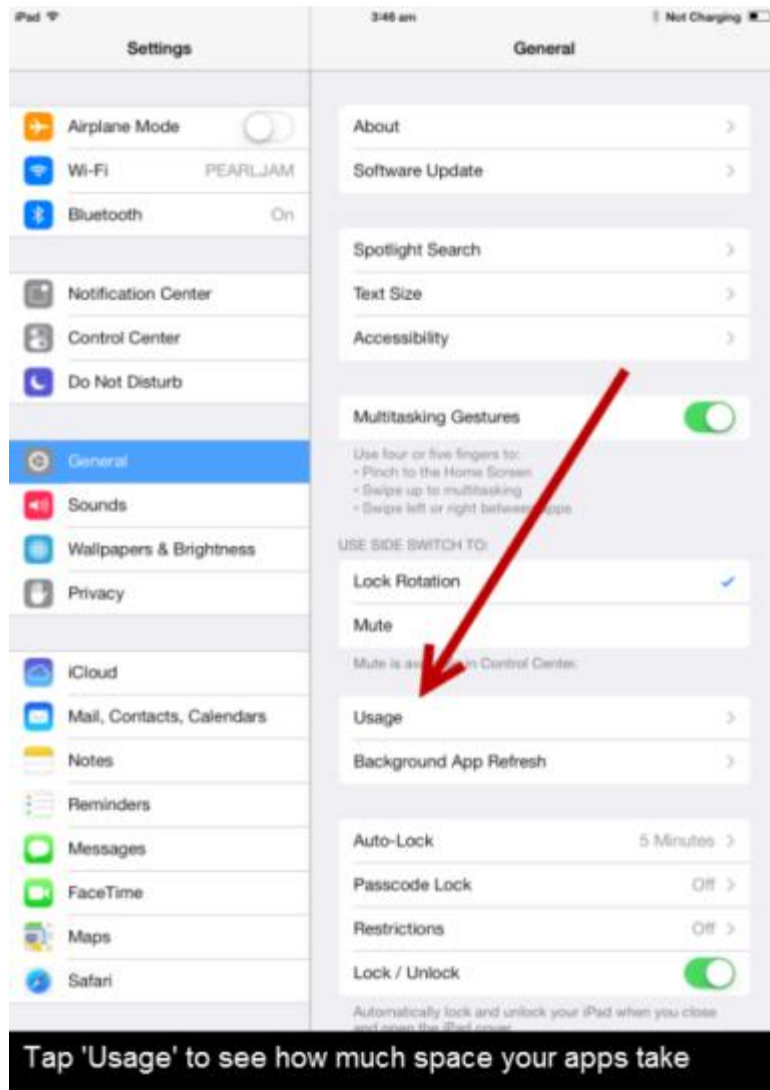 iPad
3:46 am
Not Charging
Settings
General
Airplane Mode
Wi-Fi PEARLJAM
Bluetooth On
Notification Center
Control Center
Do Not Disturb
General
Sounds
Wallpapers & Brightness
Privacy
iCloud
Mail, Contacts, Calendars
Notes
Reminders
Messages
FaceTime
Maps
Safari
About
Software Update
Spotlight Search
Text Size
Accessibility
Multitasking Gestures
Use four or five fingers to:
• Pinch to the Home Screen
• Swipe up to multitasking
• Swipe left or right between apps
USE SIDE SWITCH TO:
Lock Rotation
Mute
Mute is in Control Center.
Usage
Background App Refresh
Auto-Lock 5 Minutes
Passcode Lock Off
Restrictions Off
Lock / Unlock
Automatically lock and unlock your iPad when you close
and open the iPad cover.
Tap 'Usage' to see how much space your apps take